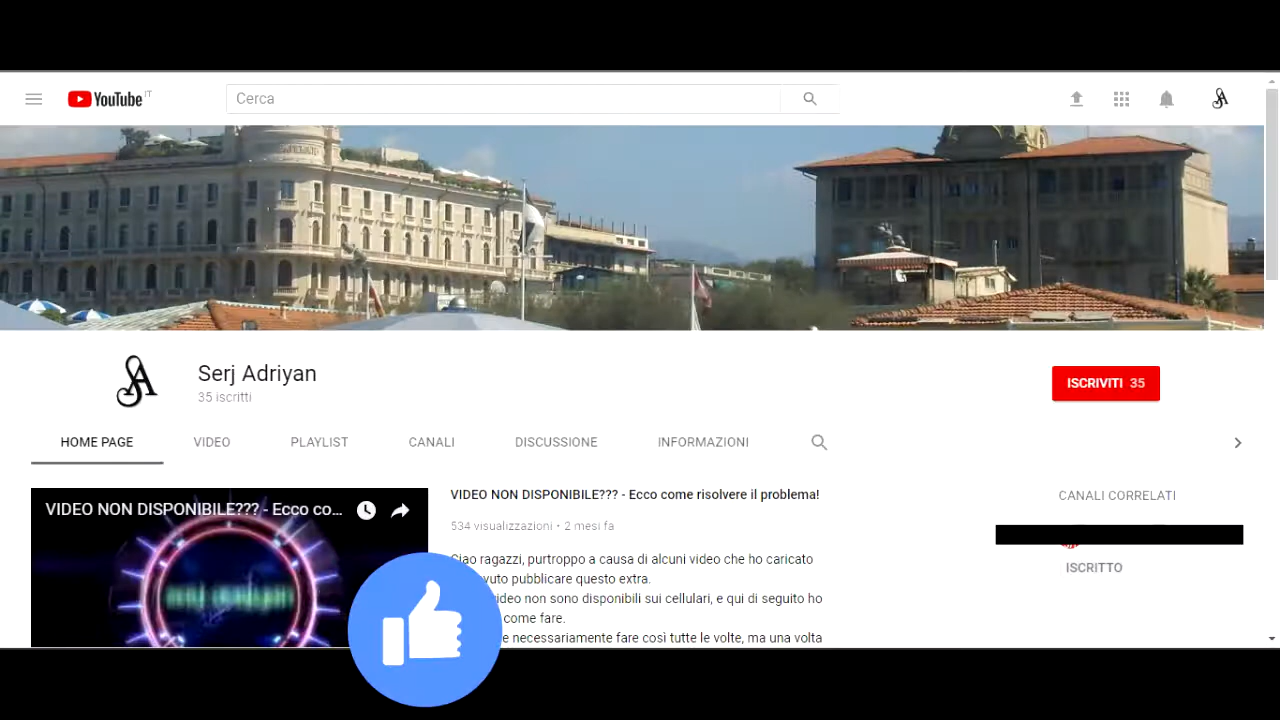 YouTube IT
Cerca
Serj Adriyan
35 iscritti
ISCRIVITI 35
HOME PAGE VIDEO PLAYLIST CANALI DISCUSSIONE INFORMAZIONI
VIDEO NON DISPONIBILE??? - Ecco co...
VIDEO NON DISPONIBILE??? - Ecco come risolvere il problema!
534 visualizzazioni • 2 mesi fa
Ciao ragazzi, purtroppo a causa di alcuni video che ho caricato
pubblicare questo extra.
non sono disponibili sui cellulari, e qui di seguito ho
come fare.
necessariamente fare così tutte le volte, ma una volta
CANALI CORRELATI
ISCRITTO